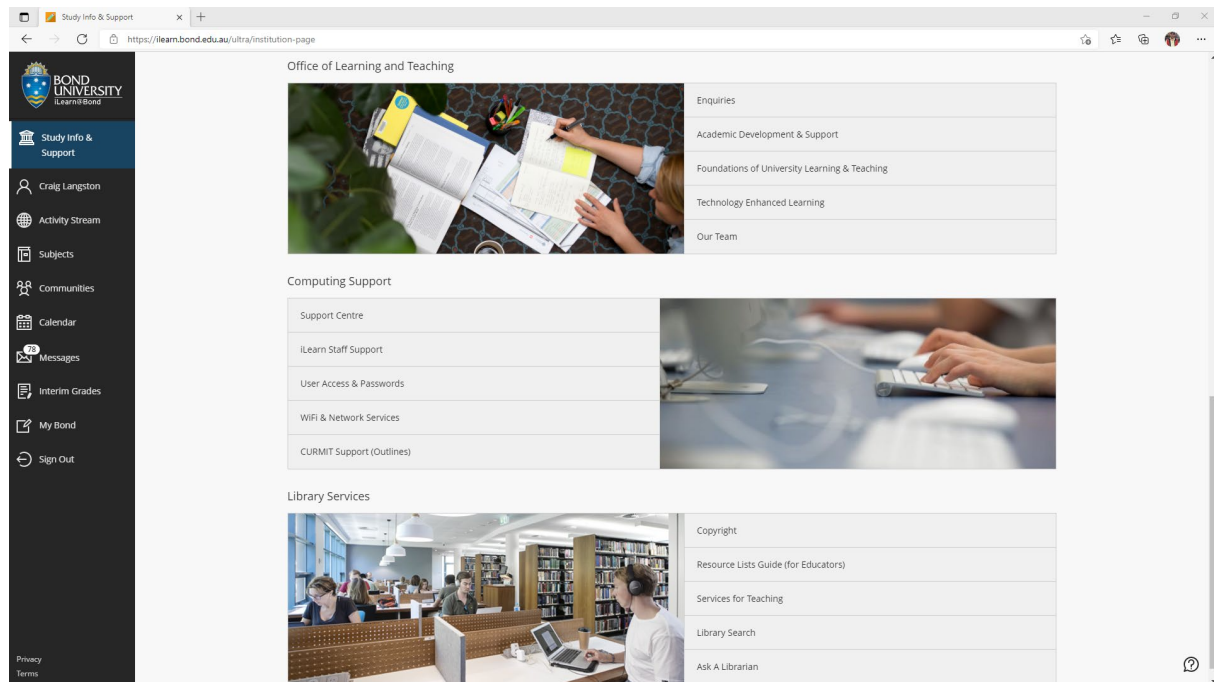 Study Info & Support
https://ilearn.bond.edu.au/ultra/institution-page
BOND
UNIVERSITY
iLearn@Bond
Study Info &
Support
Craig Langston
Activity Stream
Subjects
Communities
Calendar
78
Messages
Interim Grades
My Bond
Sign Out
Privacy
Terms
Office of Learning and Teaching
Enquiries
Academic Development & Support
Foundations of University Learning & Teaching
Technology Enhanced Learning
Our Team
Computing Support
Support Centre
iLearn Staff Support
User Access & Passwords
WiFi & Network Services
CURMIT Support (Outlines)
Library Services
Copyright
Resource Lists Guide (for Educators)
Services for Teaching
Library Search
Ask A Librarian